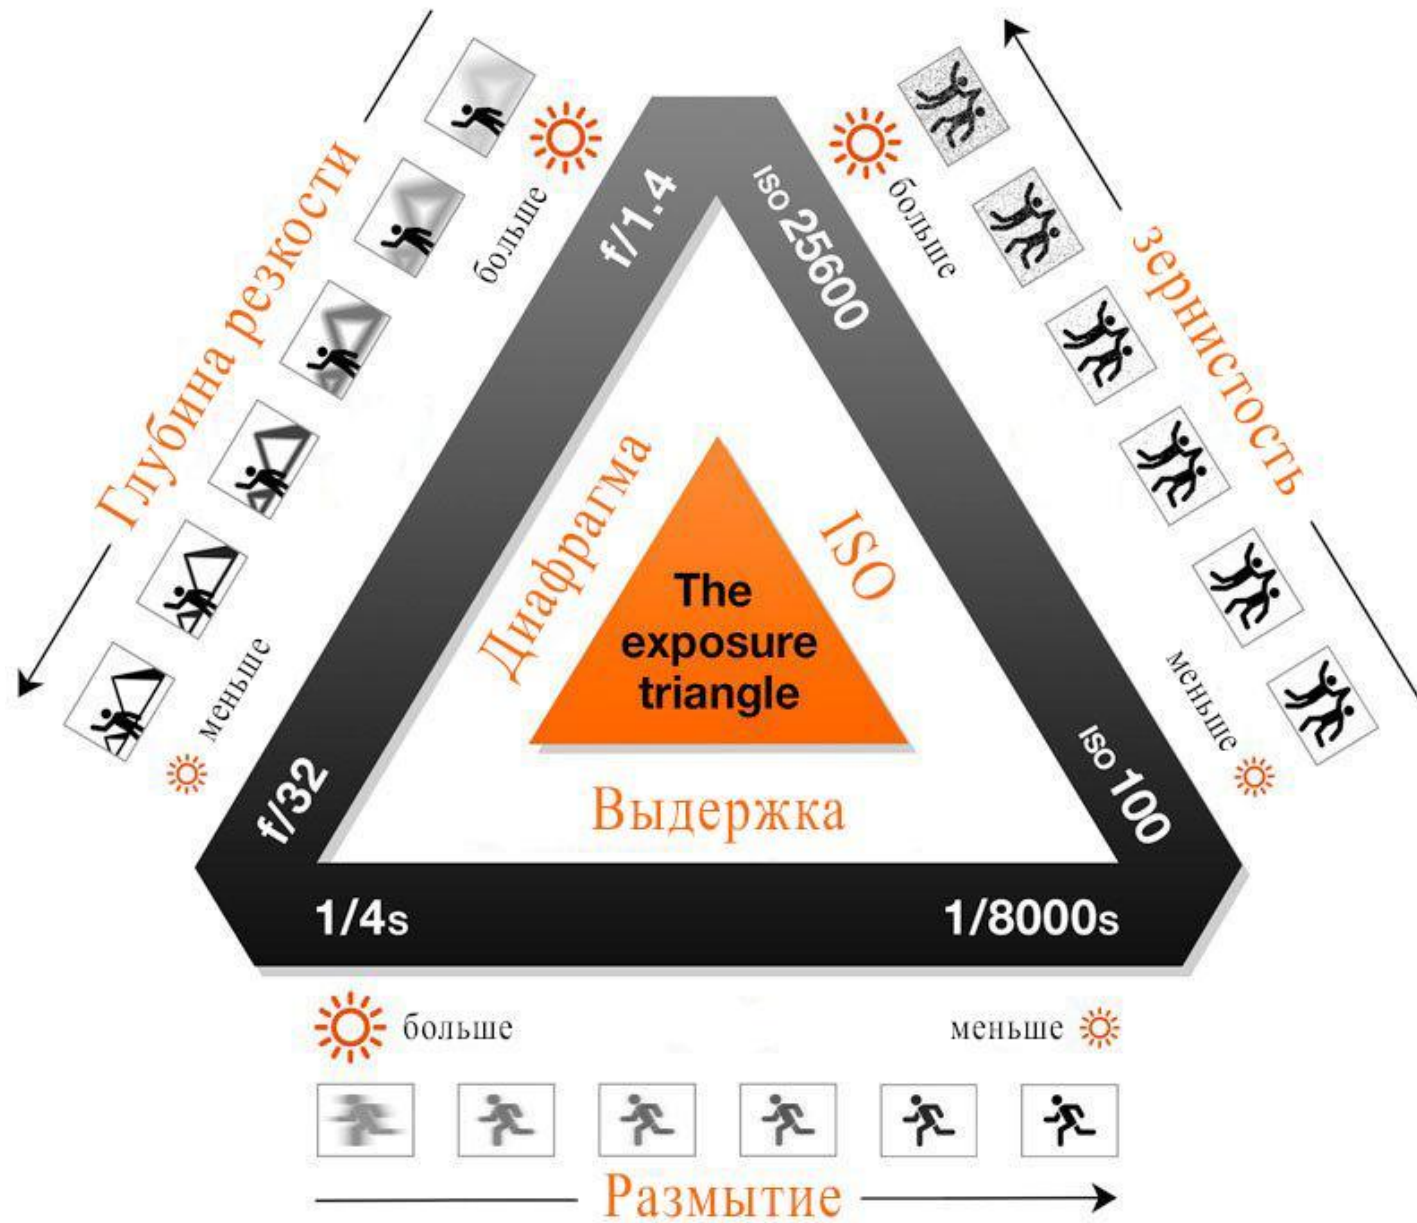 Глубина резкости
больше
меньше
f/1.4
f/32
Диафрагма
ISO 25600
ISO 100
ISO
больше
меньше
зернистость
The
exposure
triangle
Выдержка
1/4s
1/8000s
больше
меньше
Размытие